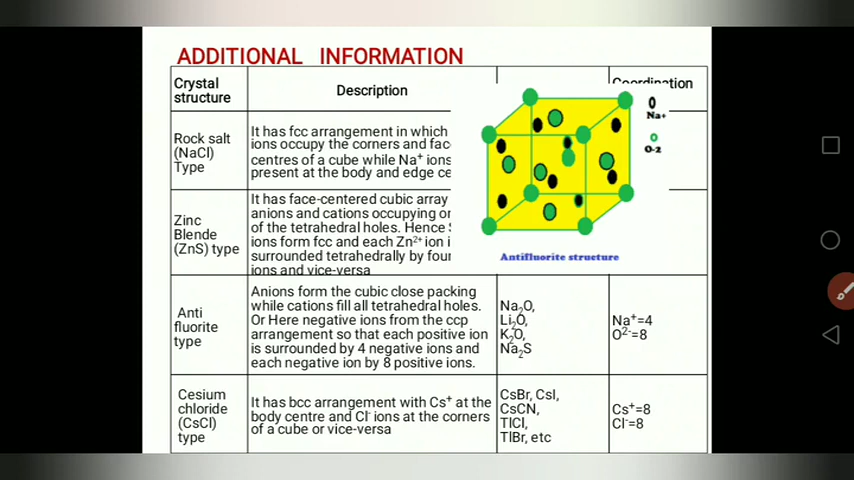 ADDITIONAL INFORMATION
Crystal
structure
Description
Coordination
Rock salt
(NaCl)
Type
It has fcc arrangement in which
ions occupy the corners and
centres of a cube while Na⁺ ions
present at the body and edge
Zinc
Blende
(ZnS) type
It has face-centered cubic array
anions and cations occupying
of the tetrahedral holes. Hence
ions form fcc and each Zn²⁺ ion
surrounded tetrahedrally by four
ions and vice-versa
Na+
O-2
Antifluorite structure
Anti
fluorite
type
Anions form the cubic close packing
while cations fill all tetrahedral holes.
Or Here negative ions from the ccp
arrangement so that each positive ion
is surrounded by 4 negative ions and
each negative ion by 8 positive ions.
Na₂O,
Li₂O,
K₂O,
Na₂S
Na⁺=4
O²⁻=8
Cesium
chloride
(CsCl)
type
It has bcc arrangement with Cs⁺ at the
body centre and Cl⁻ ions at the corners
of a cube or vice-versa
CsBr, CsI,
CsCN,
TlCl,
TlBr, etc
Cs⁺=8
Cl⁻=8